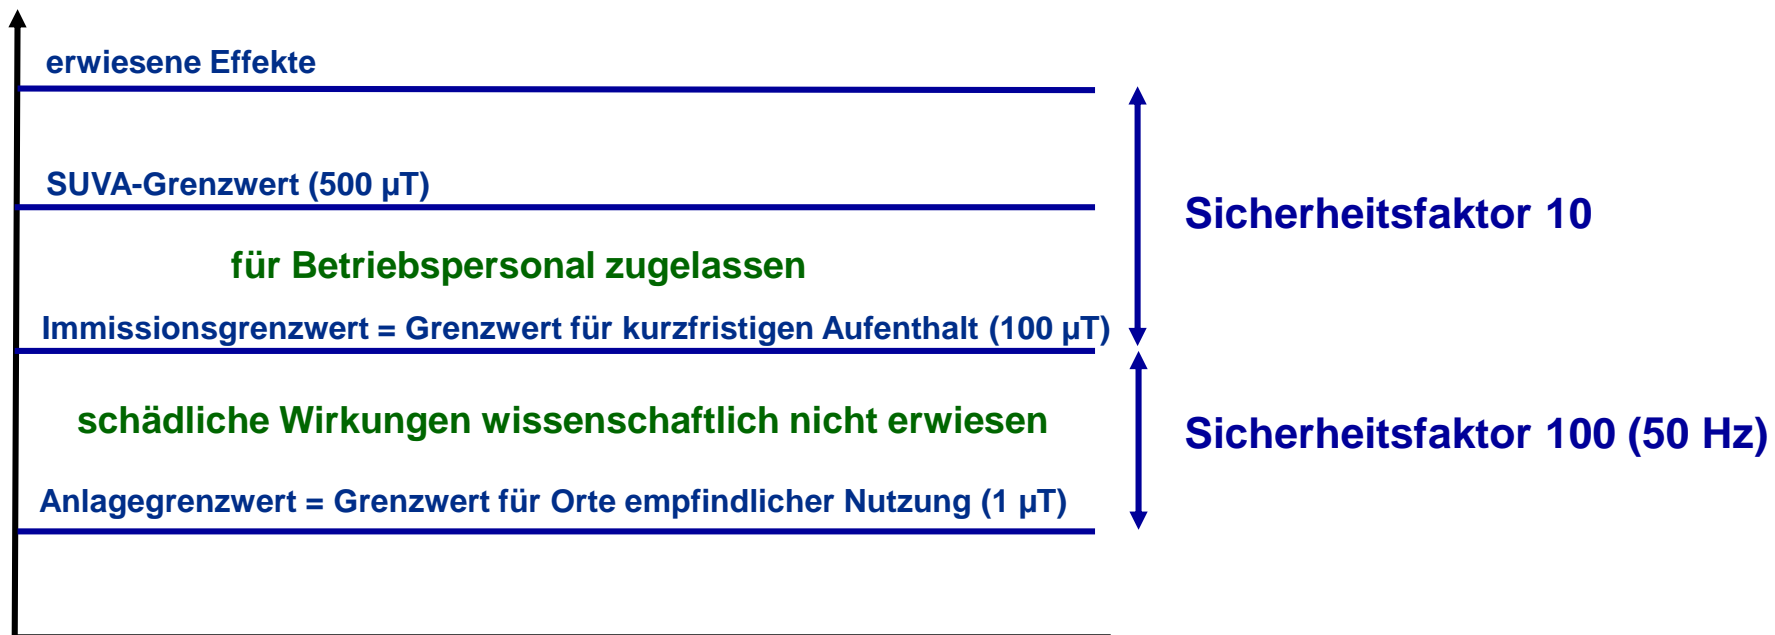 erwiesene Effekte
SUVA-Grenzwert (500 µT)
Sicherheitsfaktor 10
für Betriebspersonal zugelassen
Immissionsgrenzwert = Grenzwert für kurzfristigen Aufenthalt (100 µT)
schädliche Wirkungen wissenschaftlich nicht erwiesen
Sicherheitsfaktor 100 (50 Hz)
Anlagegrenzwert = Grenzwert für Orte empfindlicher Nutzung (1 µT)